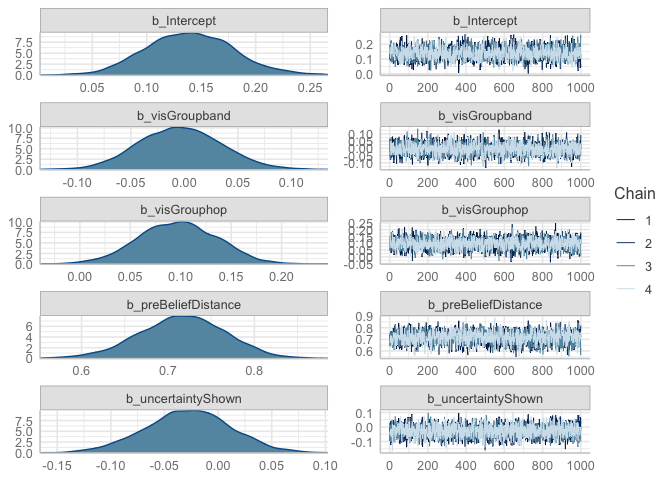 b_Intercept
7.5
5.0
2.5
0.0
0.05 0.10 0.15 0.20 0.25
b_Intercept
0.2
0.1
0.0
0 200 400 600 800 1000
b_visGroupband
10.0
7.5
5.0
2.5
0.0
-0.10 -0.05 0.00 0.05 0.10
b_visGroupband
0.10
0.05
0.00
-0.05
-0.10
0 200 400 600 800 1000
b_visGrouphop
10.0
7.5
5.0
2.5
0.0
0.00 0.05 0.10 0.15 0.20
b_visGrouphop
0.25
0.20
0.15
0.10
0.05
0.00
-0.05
0 200 400 600 800 1000
b_preBeliefDistance
6
4
2
0
0.6 0.7 0.8
b_preBeliefDistance
0.9
0.8
0.7
0.6
0 200 400 600 800 1000
b_uncertaintyShown
7.5
5.0
2.5
0.0
-0.15 -0.10 -0.05 0.00 0.05 0.10
b_uncertaintyShown
0.1
0.0
-0.1
0 200 400 600 800 1000
Chain
1
2
3
4